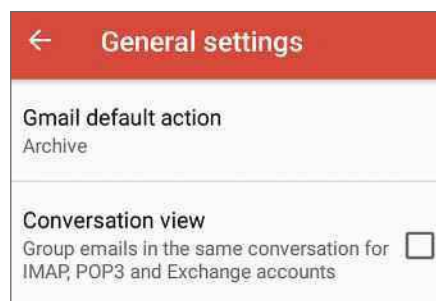 General settings
Gmail default action
Archive
Conversation view
Group emails in the same conversation for
IMAP, POP3 and Exchange accounts